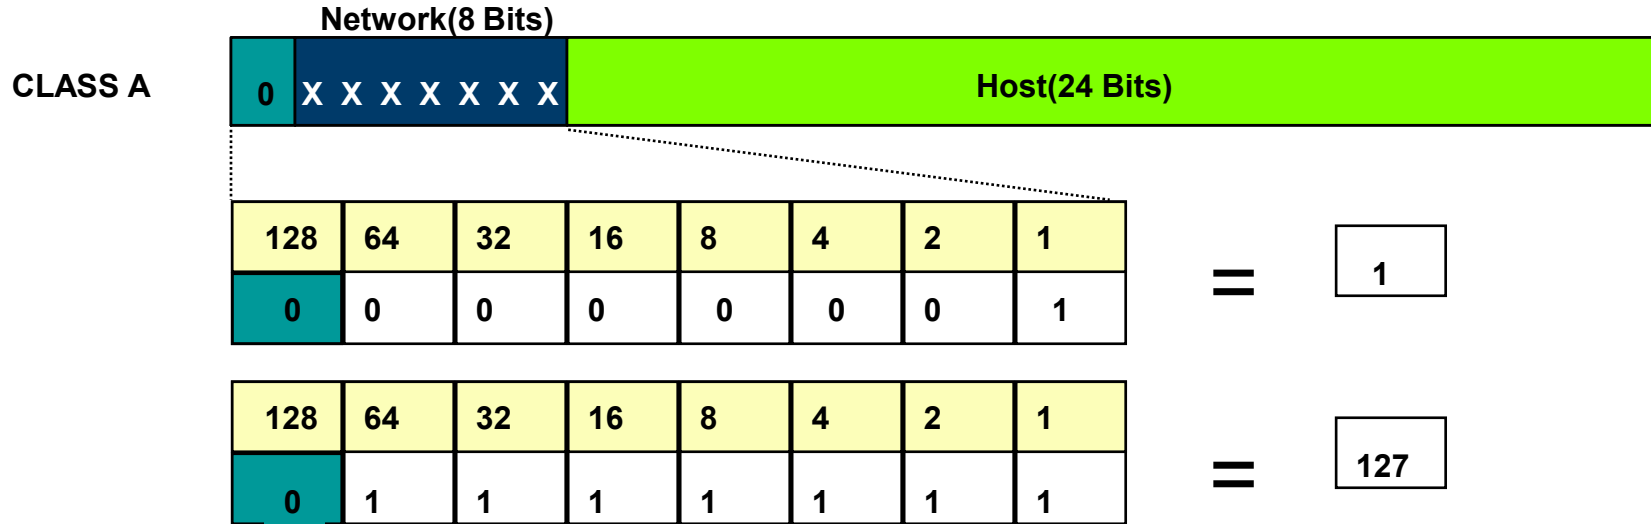 Network(8 Bits)
CLASS A 0 X X X X X X X Host(24 Bits)
128 64 32 16 8 4 2 1
0 0 0 0 0 0 0 1 = 1
128 64 32 16 8 4 2 1
0 1 1 1 1 1 1 1 = 127